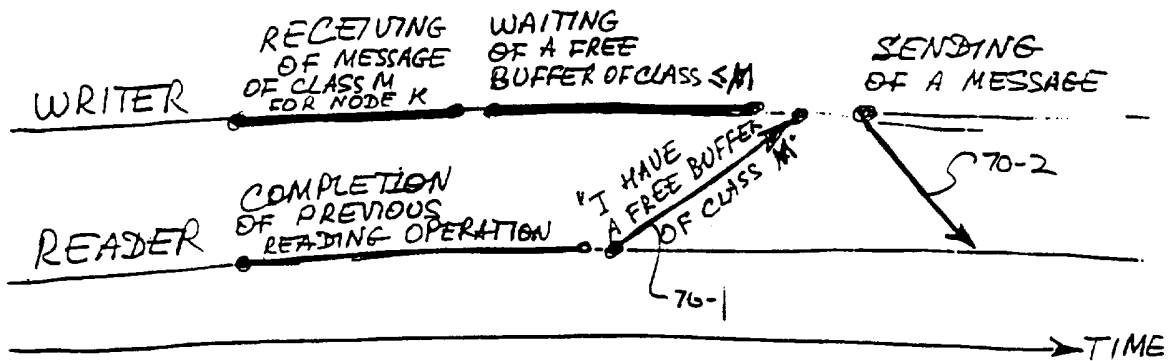 RECEIVING
OF MESSAGE
OF CLASS M
FOR NODE K
WAITING
OF A FREE
BUFFER OF CLASS ≤M
SENDING
OF A MESSAGE
WRITER
"I HAVE
A FREE BUFFER
OF CLASS M"
70-2
COMPLETION
OF PREVIOUS
READING OPERATION
READER
70-1
TIME